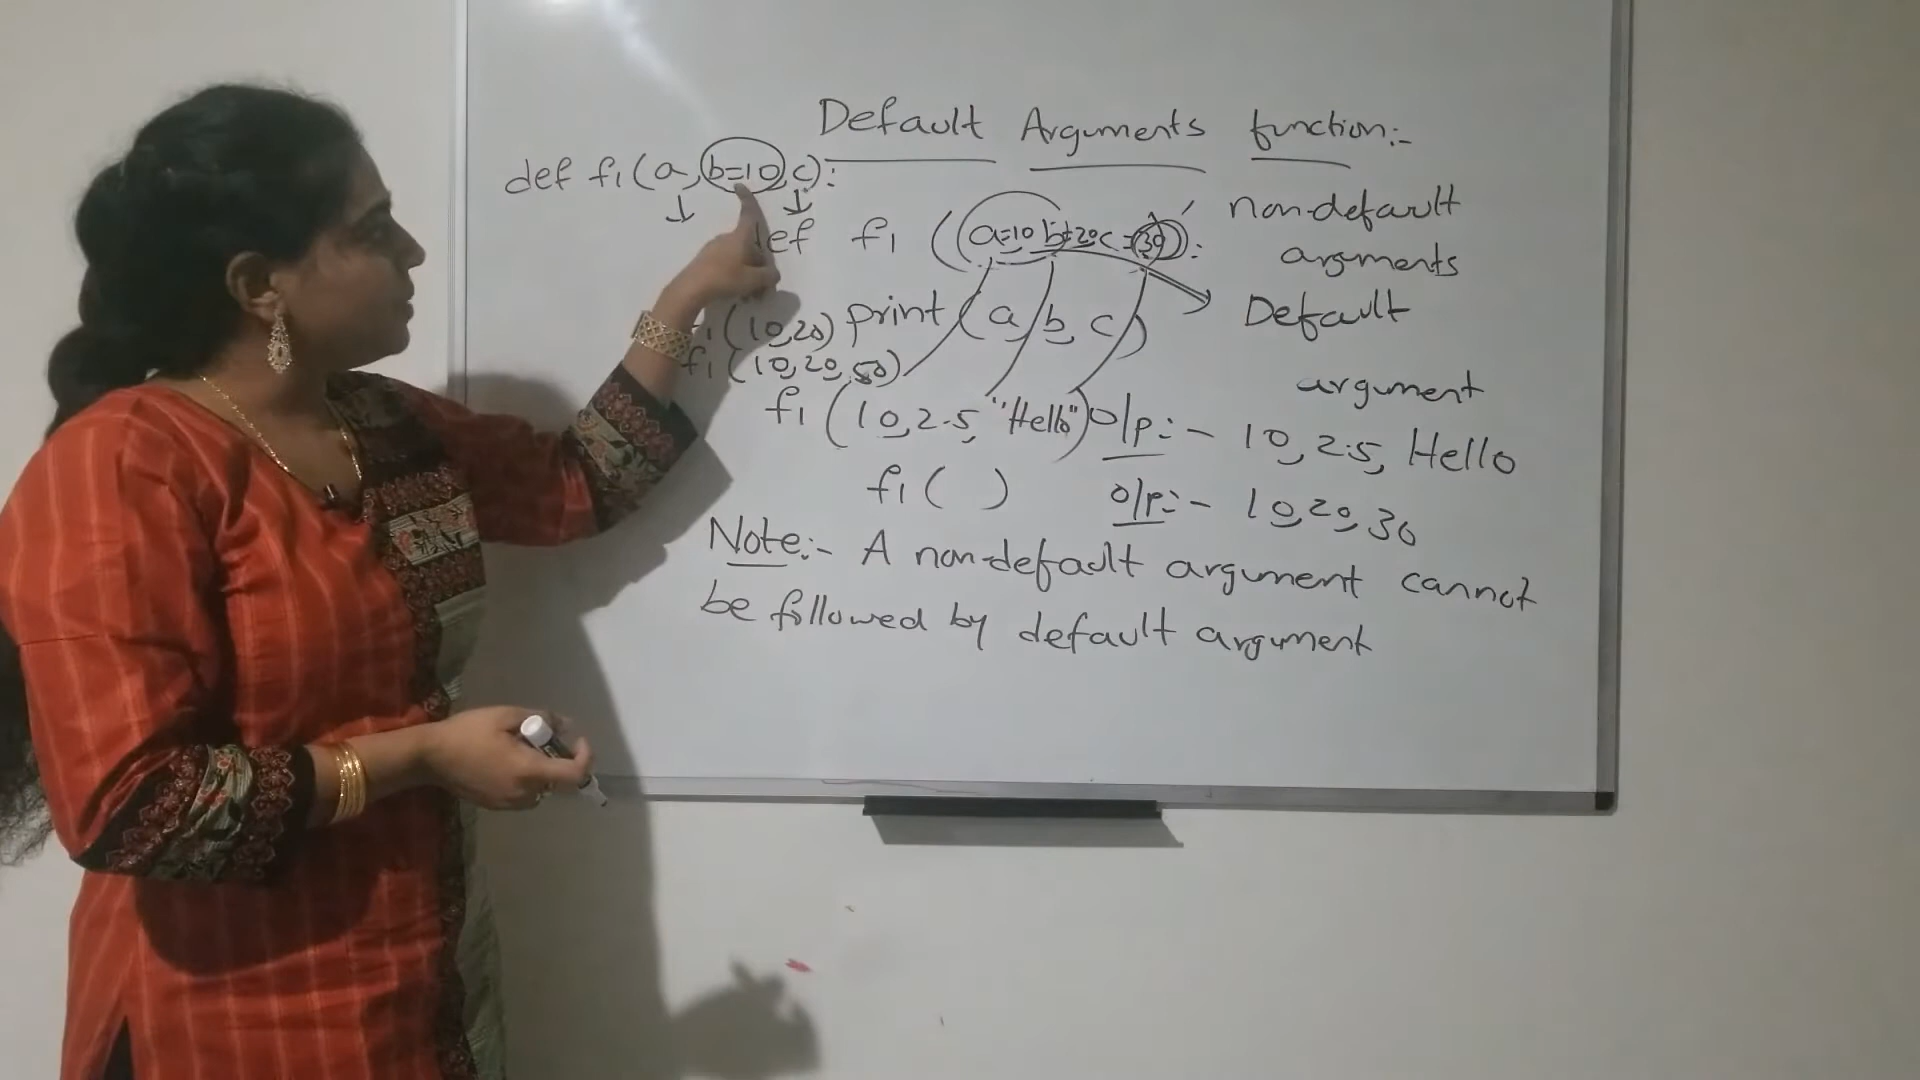 Default Arguments function:-
def f1(a, b=10, c):
non-default
def f1 (a=10 b=20 c=30):
arguments
f1(10,20) print (a, b, c)
Default
f1(10,20,50)
argument
f1(10,2.5,"Hello") o/p:- 10,2.5, Hello
f1( ) o/p:- 10,20,30
Note:- A non-default argument cannot
be followed by default argument